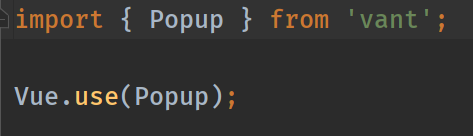 import { Popup } from 'vant';
Vue.use(Popup);